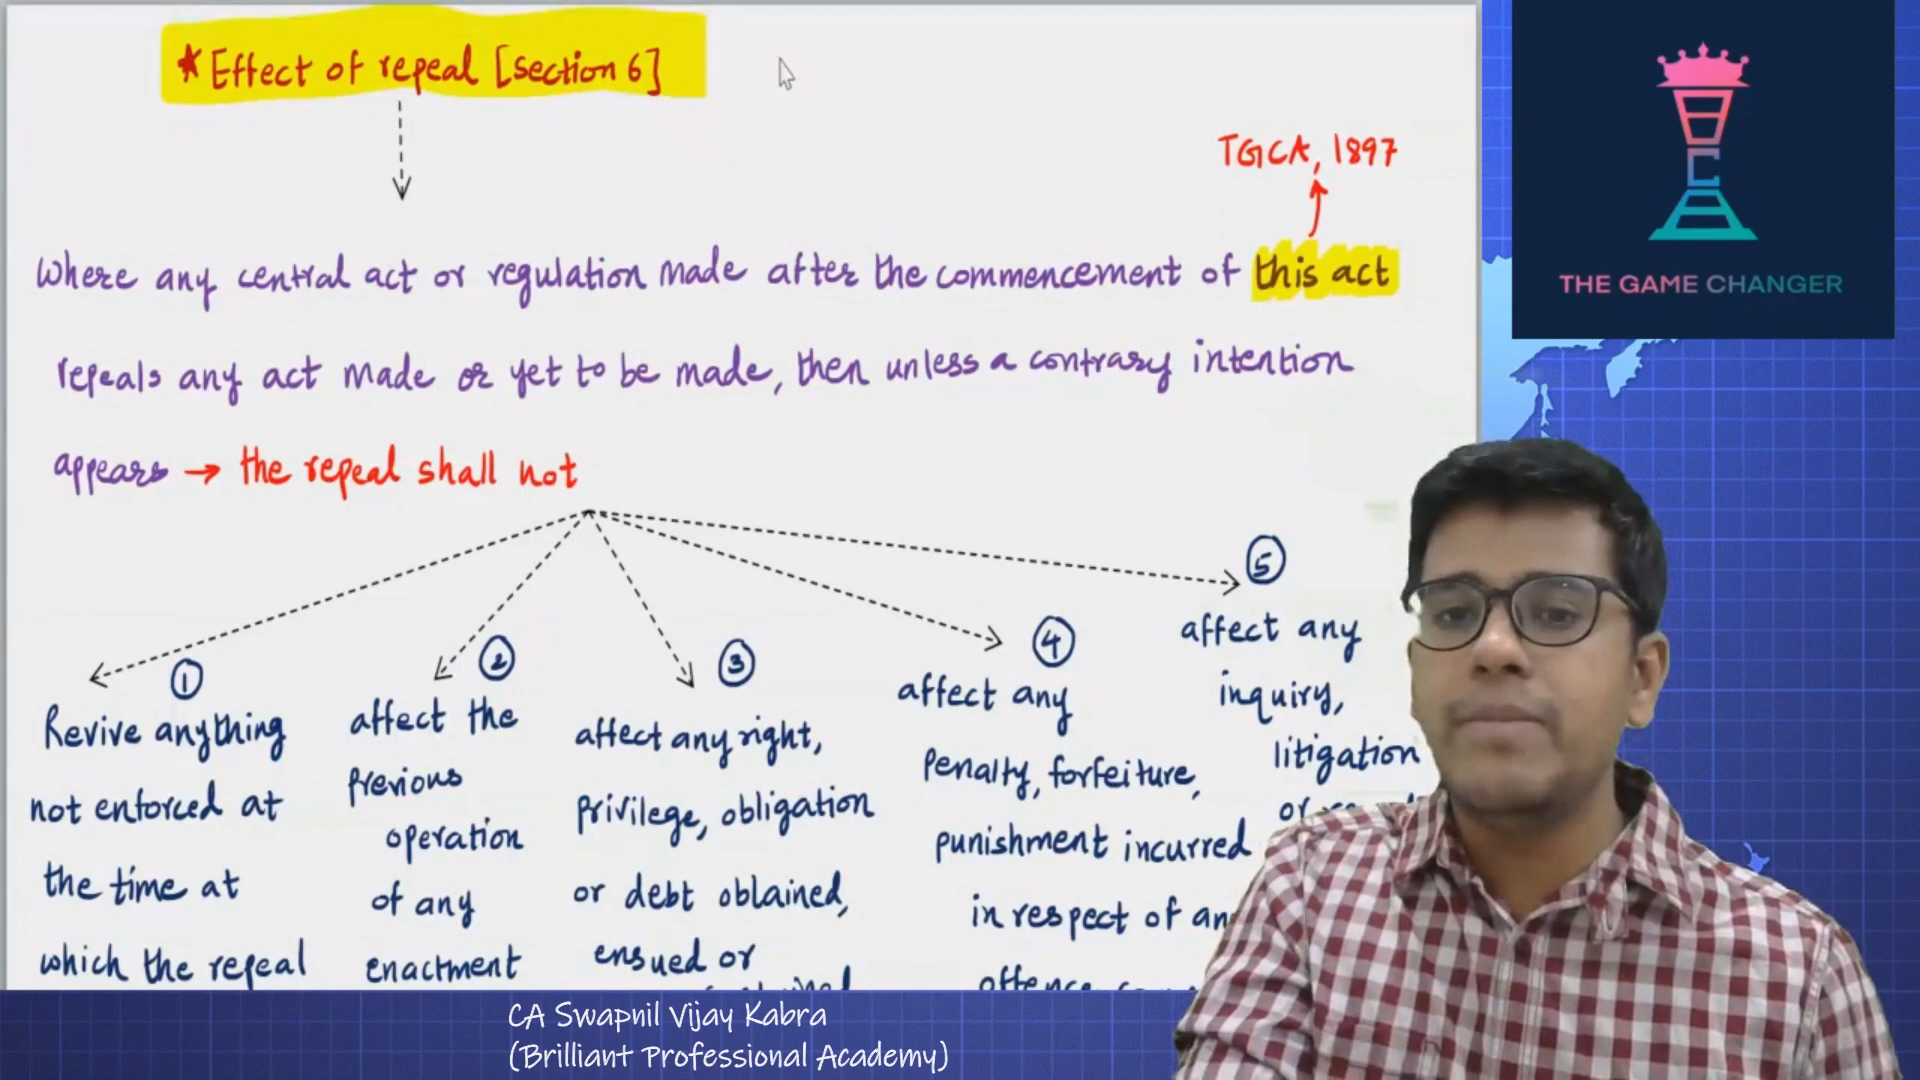 ★ Effect of repeal [section 6]
TGCA, 1897
Where any central act or regulation made after the commencement of this act
repeals any act made or yet to be made, then unless a contrary intention
appears → the repeal shall not
①
Revive anything
not enforced at
the time at
which the repeal
②
affect the
previous
operation
of any
enactment
③
affect any right,
privilege, obligation
or debt obtained,
ensued or
④
affect any
Penalty, forfeiture,
punishment incurred
in respect of
offence
⑤
affect any
inquiry,
litigation
or
THE GAME CHANGER
CA Swapnil Vijay Kabra
(Brilliant Professional Academy)